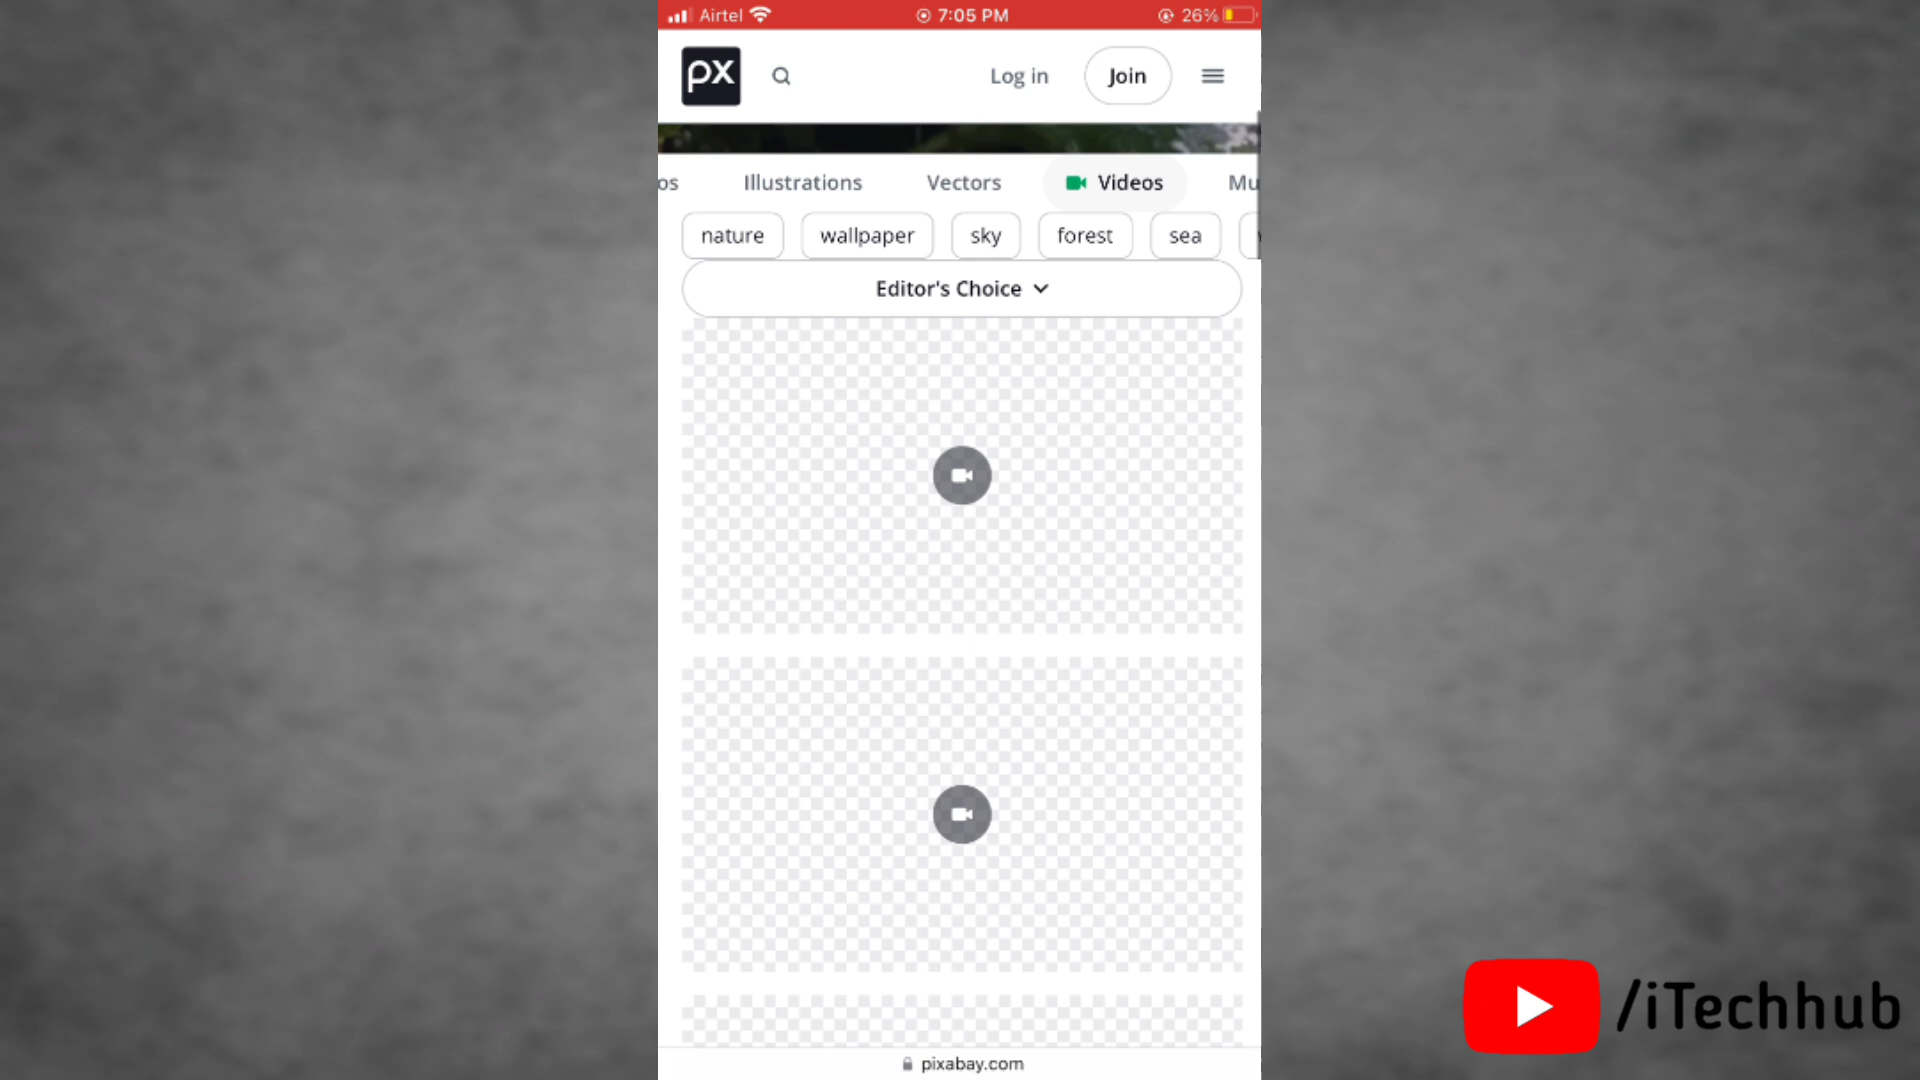 Airtel 7:05 PM 26%
px Log in Join
os Illustrations Vectors Videos Mu
nature wallpaper sky forest sea
Editor's Choice
pixabay.com
/iTechhub